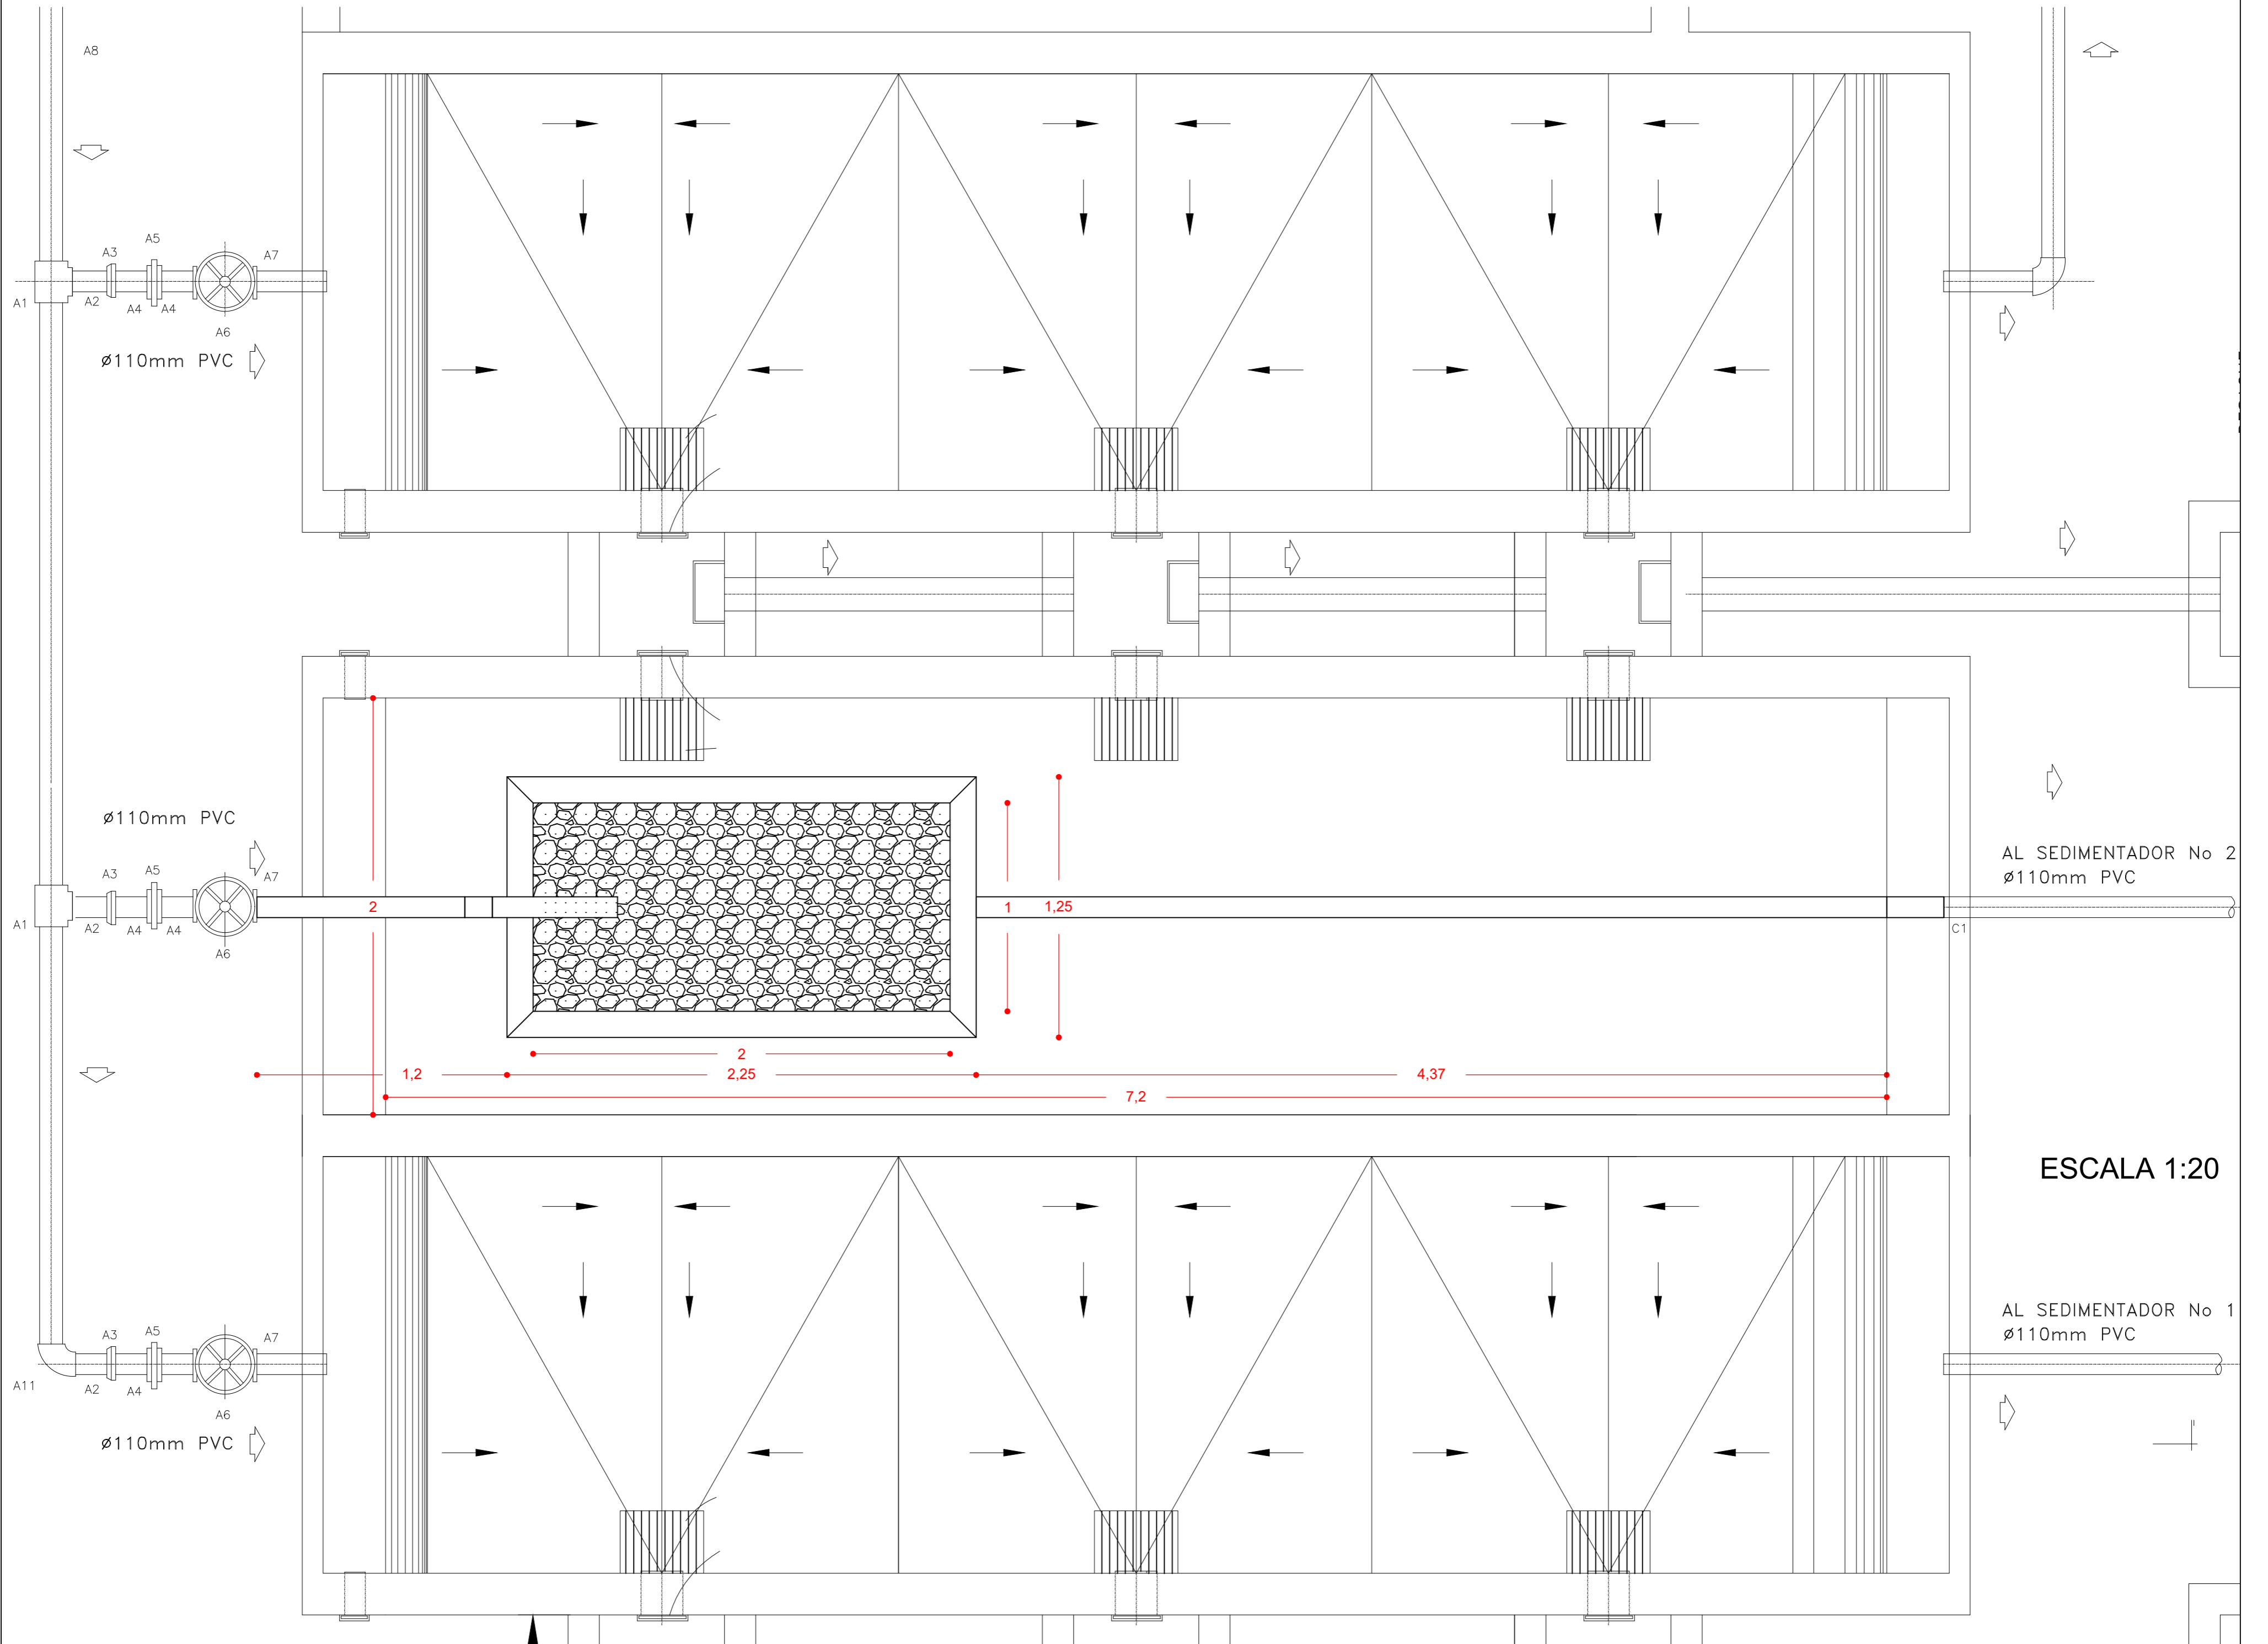 A8
A3
A5
A7
A1
A2
A4
A4
A6
ø110mm PVC
ø110mm PVC
A3
A5
A7
A1
A2
A4
A4
A6
2
1
1,25
AL SEDIMENTADOR No 2
ø110mm PVC
C1
2
1,2
2,25
4,37
7,2
ESCALA 1:20
AL SEDIMENTADOR No 1
ø110mm PVC
A3
A5
A7
A11
A2
A4
A6
ø110mm PVC